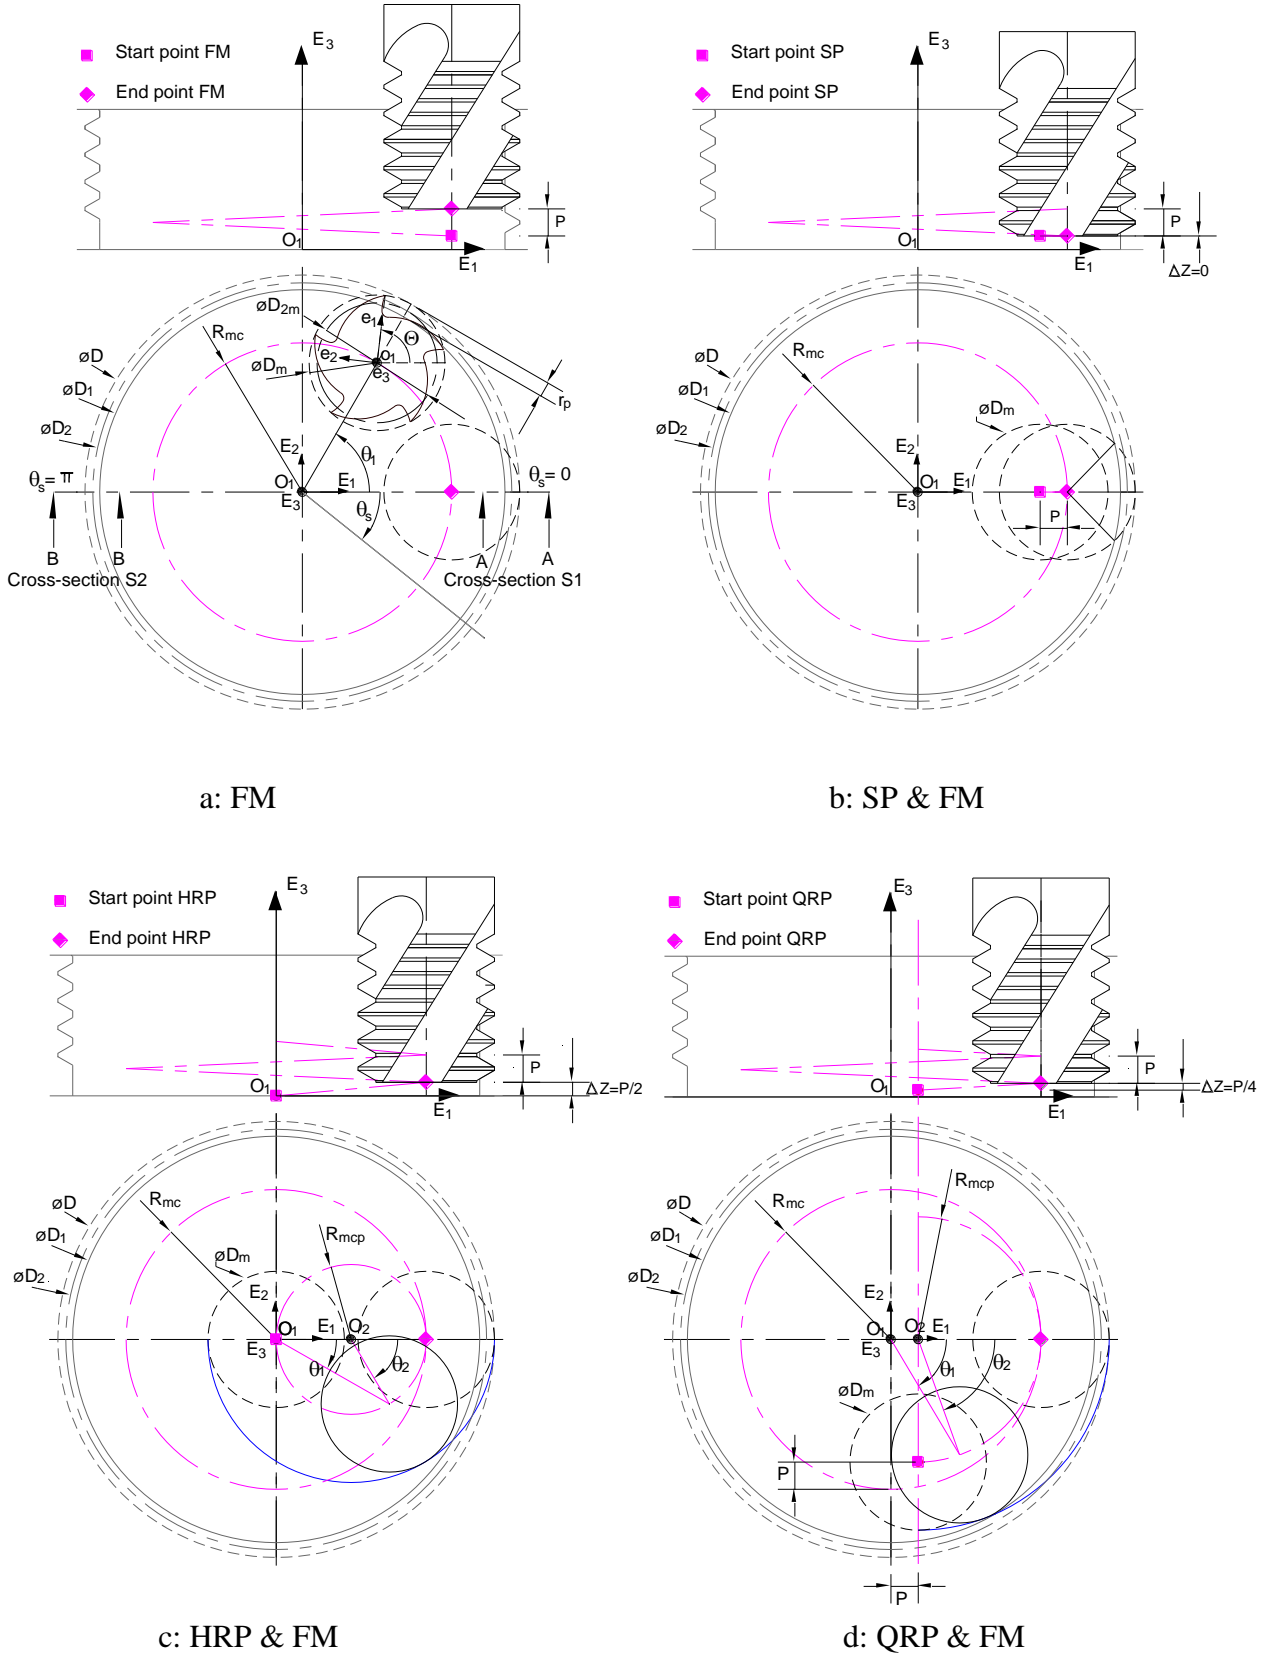 Start point FM
End point FM
E3
P
O1
E1
Start point SP
End point SP
E3
P
O1
E1
ΔZ=0
øD2m
Rmc
e1
Θ
o1
e2
e3
øDm
rp
øD
øD1
øD2
E2
θ1
θs= π
O1
E1
E3
θs
θs= 0
B
B
A
A
Cross-section S2
Cross-section S1
Rmc
øD
øD1
øD2
øDm
E2
O1
E1
E3
P
a: FM
b: SP & FM
Start point HRP
End point HRP
E3
P
O1
ΔZ=P/2
E1
Start point QRP
End point QRP
E3
P
O1
ΔZ=P/4
E1
Rmc
Rmcp
øD
øD1
øD2
øDm
E2
O1
E1
O2
E3
θ1
θ2
Rmc
Rmcp
øD
øD1
øD2
E2
O1
O2
E1
E3
θ1
θ2
øDm
P
P
c: HRP & FM
d: QRP & FM